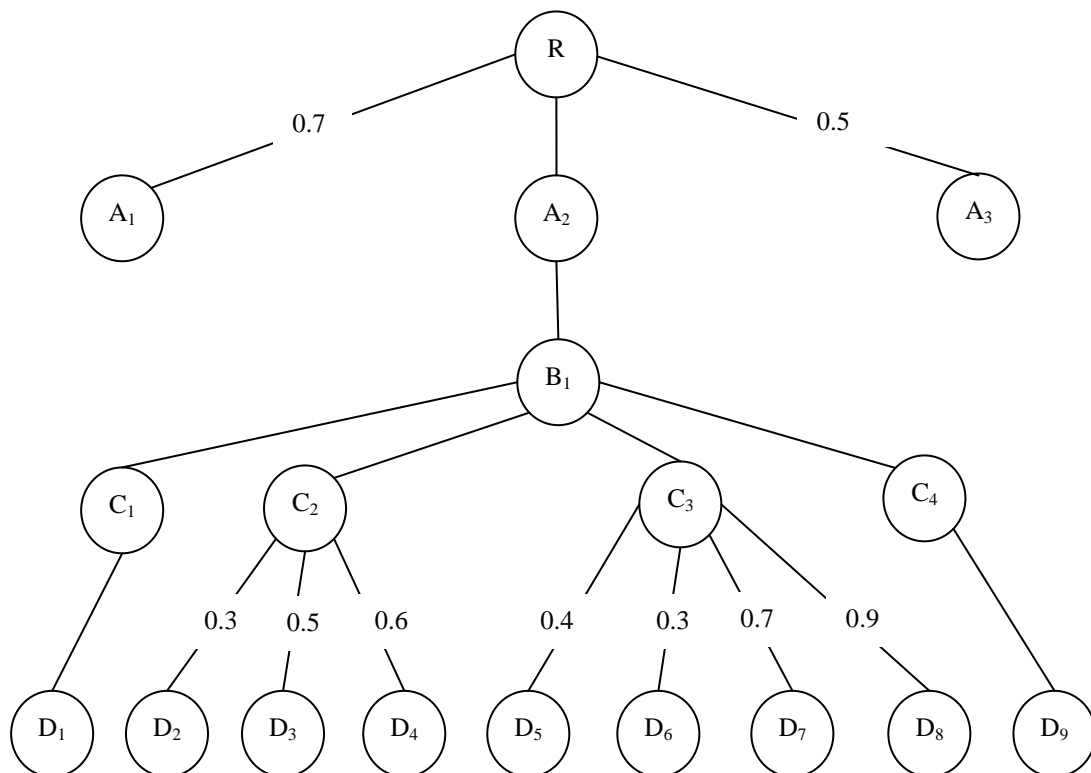 R
0.7
0.5
A₁
A₂
A₃
B₁
C₁ C₂ C₃ C₄
0.3 0.5 0.6 0.4 0.3 0.7 0.9
D₁ D₂ D₃ D₄ D₅ D₆ D₇ D₈ D₉